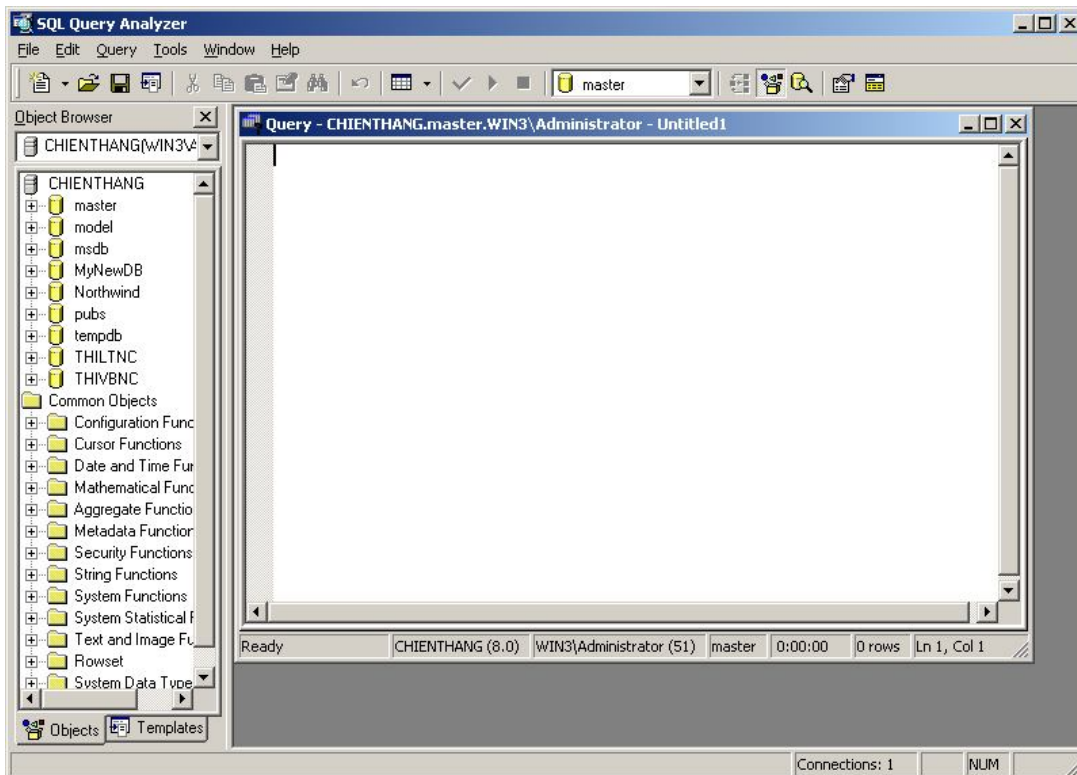 SQL Query Analyzer
File Edit Query Tools Window Help
master
Object Browser
CHIENTHANG(WIN3\A
CHIENTHANG
master
model
msdb
MyNewDB
Northwind
pubs
tempdb
THILTNC
THIVBNC
Common Objects
Configuration Func
Cursor Functions
Date and Time Fur
Mathematical Func
Aggregate Functio
Metadata Function
Security Functions
String Functions
System Functions
System Statistical F
Text and Image Fu
Rowset
System Data Type
Objects Templates
Query - CHIENTHANG.master.WIN3\Administrator - Untitled1
Ready CHIENTHANG (8.0) WIN3\Administrator (51) master 0:00:00 0 rows Ln 1, Col 1
Connections: 1 NUM